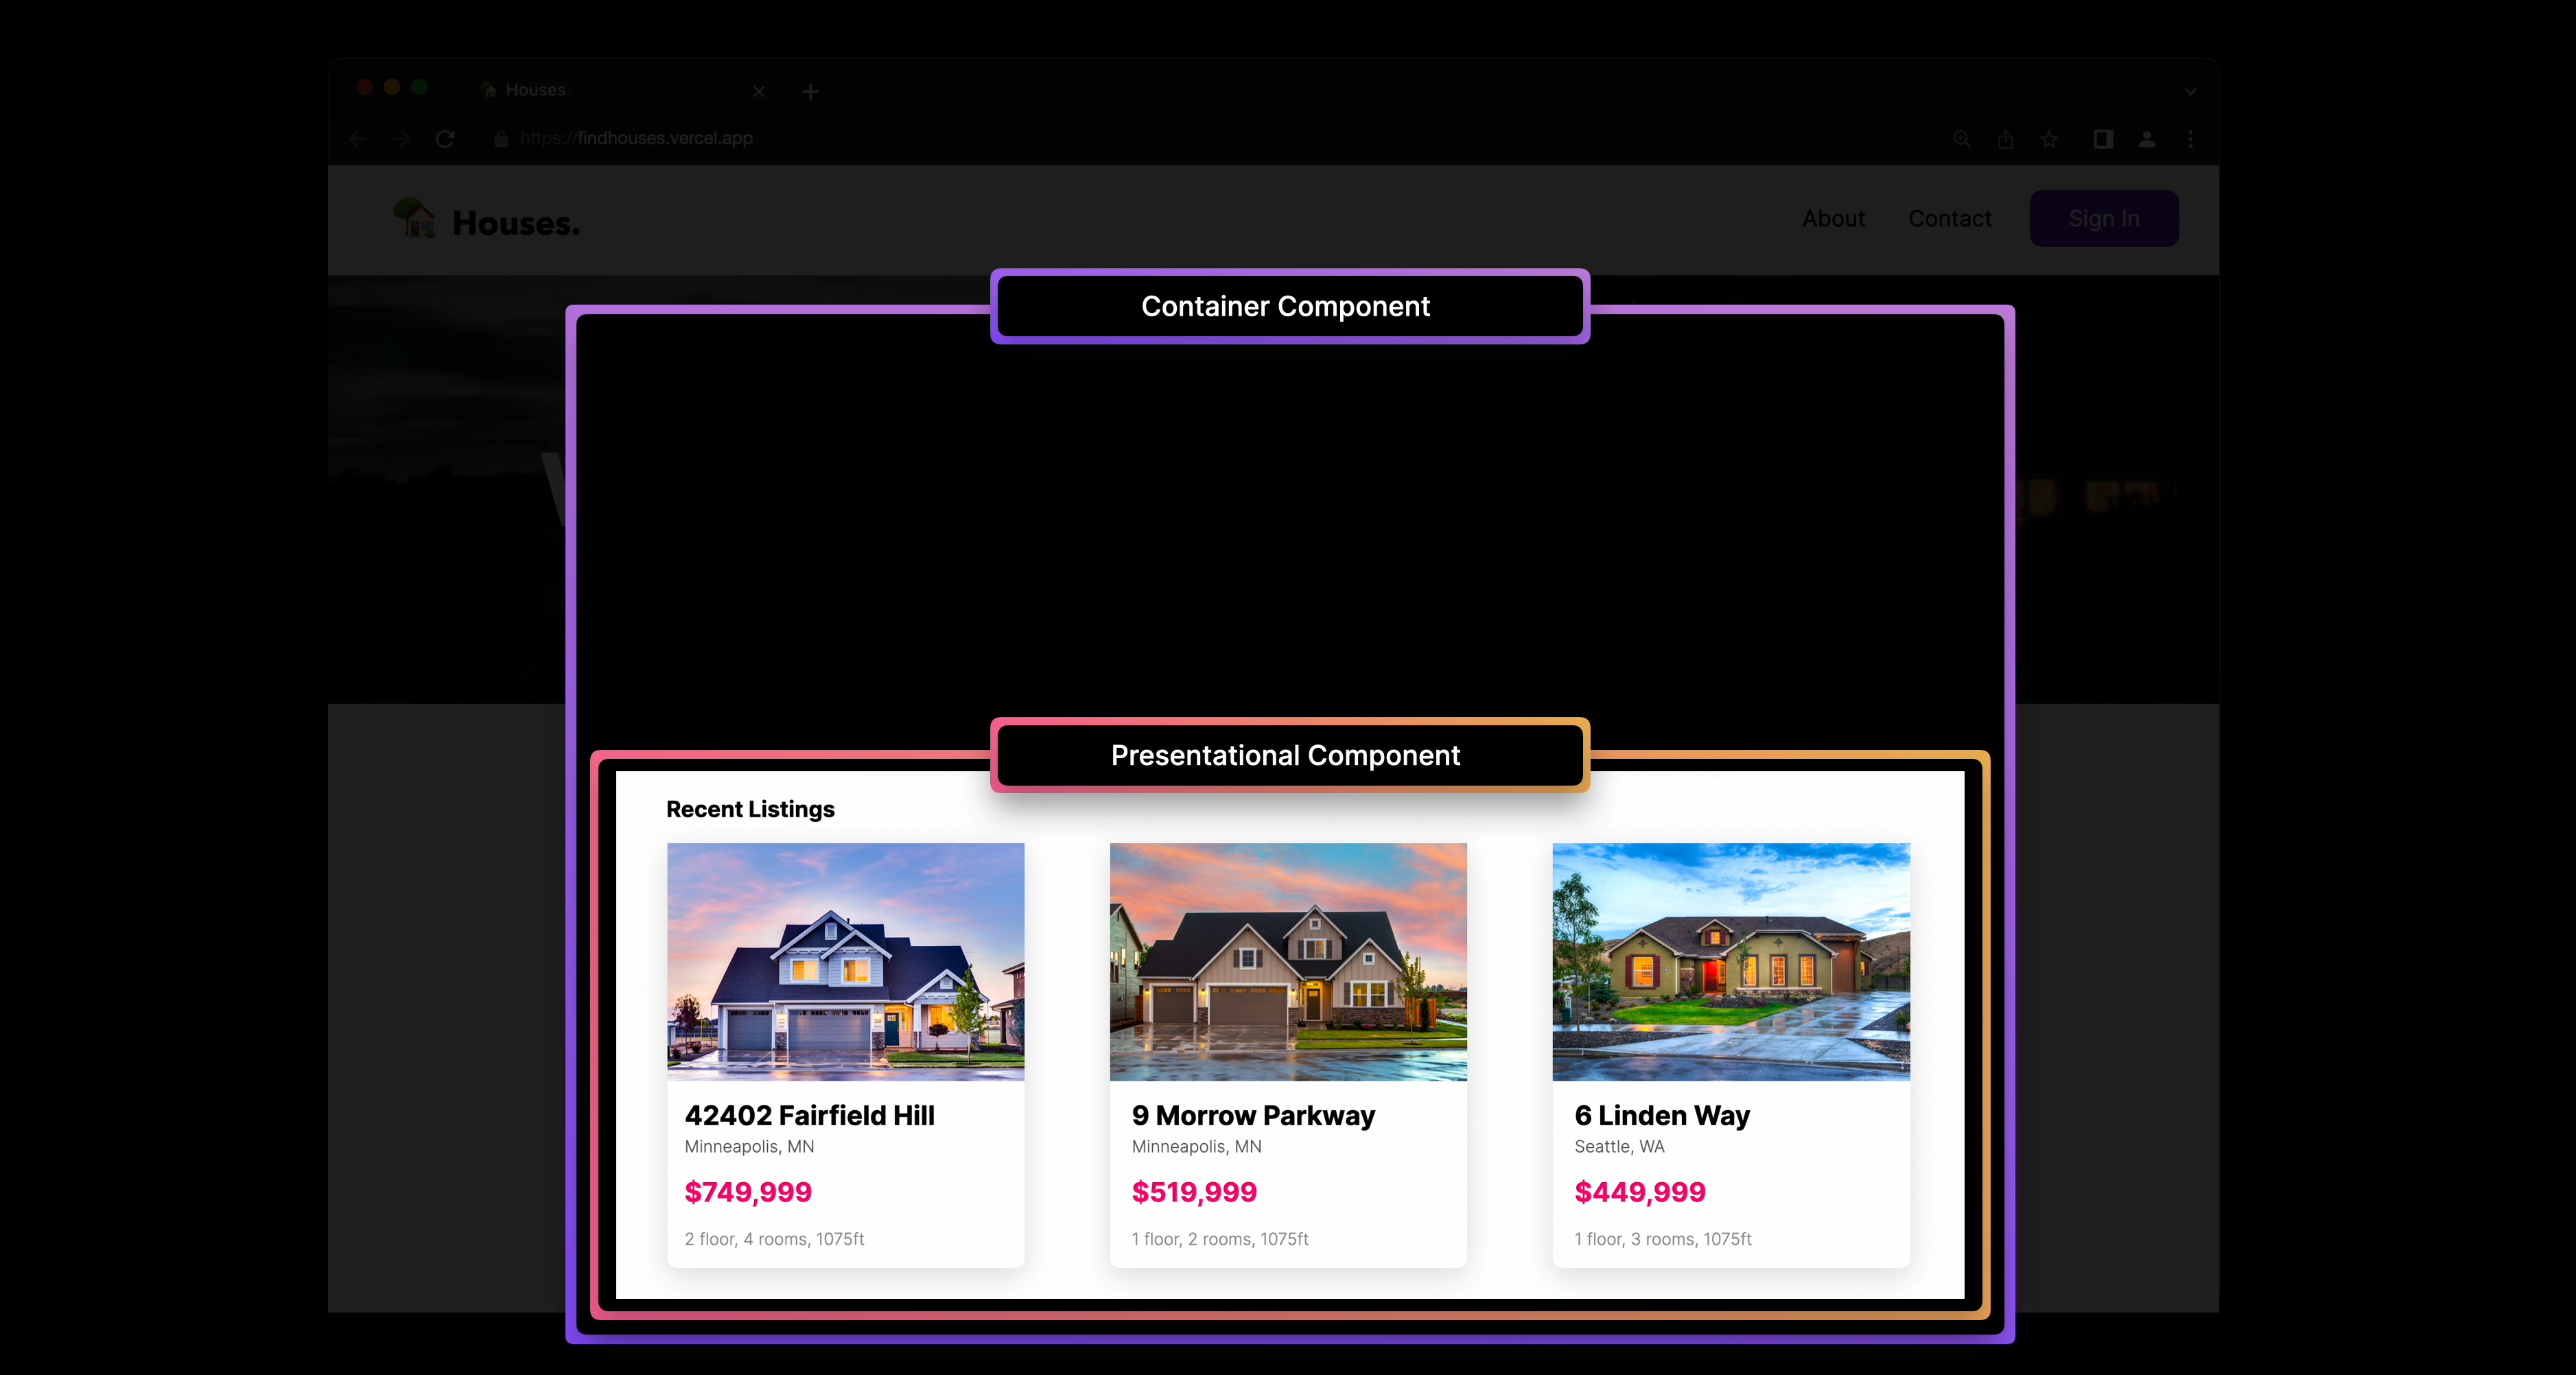 Houses
https://findhouses.vercel.app
Houses.
About
Contact
Sign In
Container Component
Presentational Component
Recent Listings
42402 Fairfield Hill
Minneapolis, MN
$749,999
2 floor, 4 rooms, 1075ft
9 Morrow Parkway
Minneapolis, MN
$519,999
1 floor, 2 rooms, 1075ft
6 Linden Way
Seattle, WA
$449,999
1 floor, 3 rooms, 1075ft